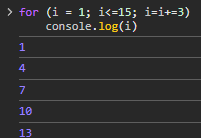 > for (i = 1; i<=15; i=i+=3)
console.log(i)
1
4
7
10
13